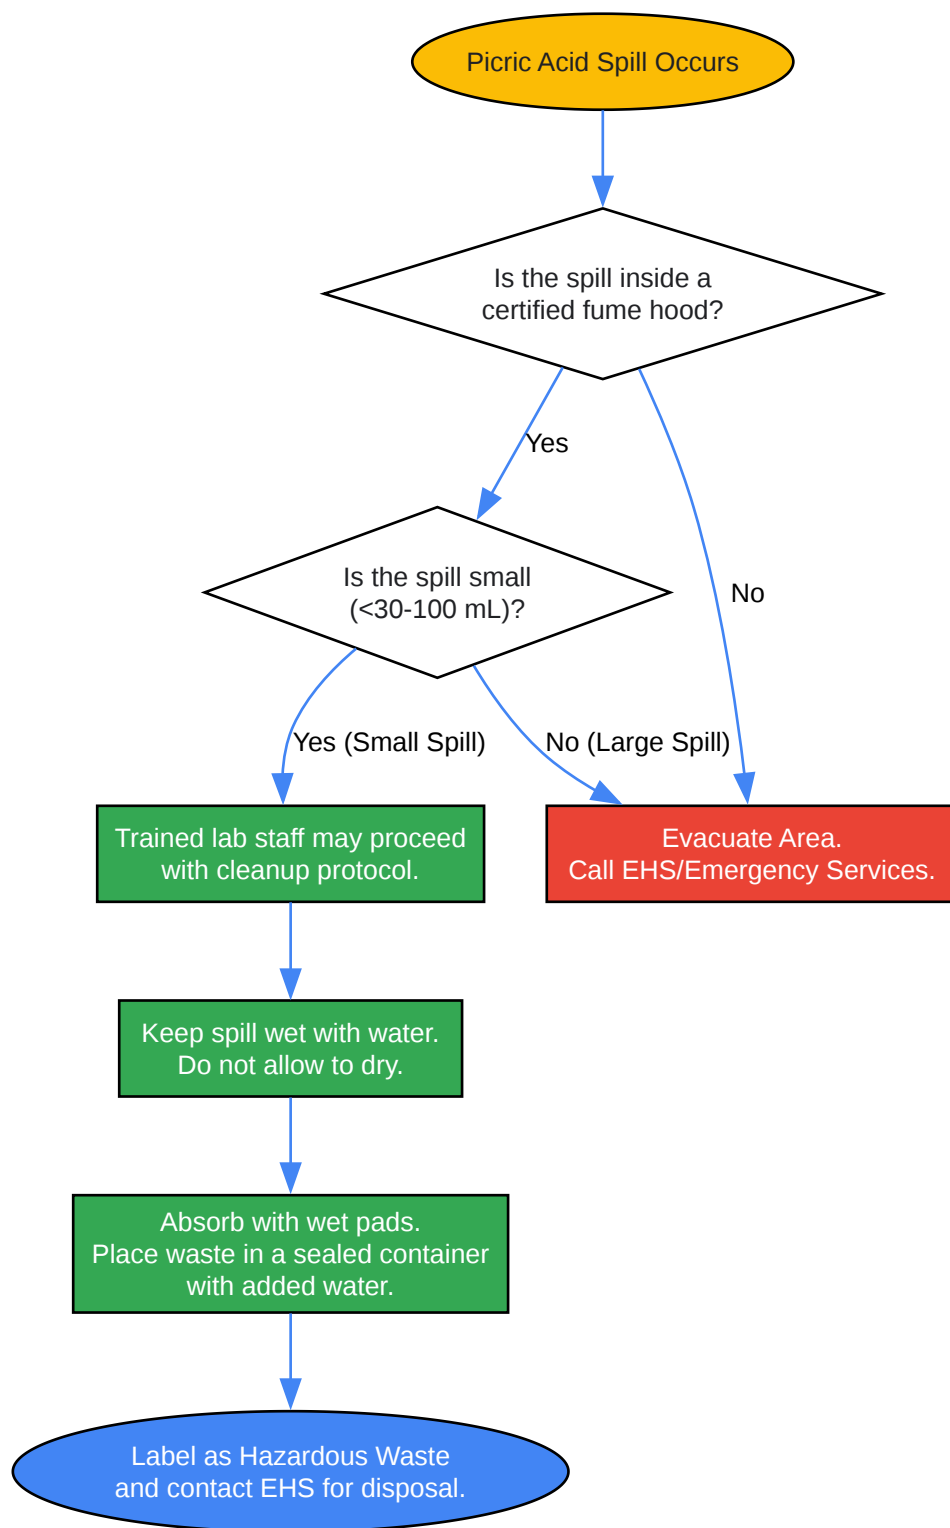 Picric Acid Spill Occurs
Is the spill inside a
certified fume hood?
Yes
No
Is the spill small
(<30-100 mL)?
Yes (Small Spill)
No (Large Spill)
Trained lab staff may proceed
with cleanup protocol.
Evacuate Area.
Call EHS/Emergency Services.
Keep spill wet with water.
Do not allow to dry.
Absorb with wet pads.
Place waste in a sealed container
with added water.
Label as Hazardous Waste
and contact EHS for disposal.